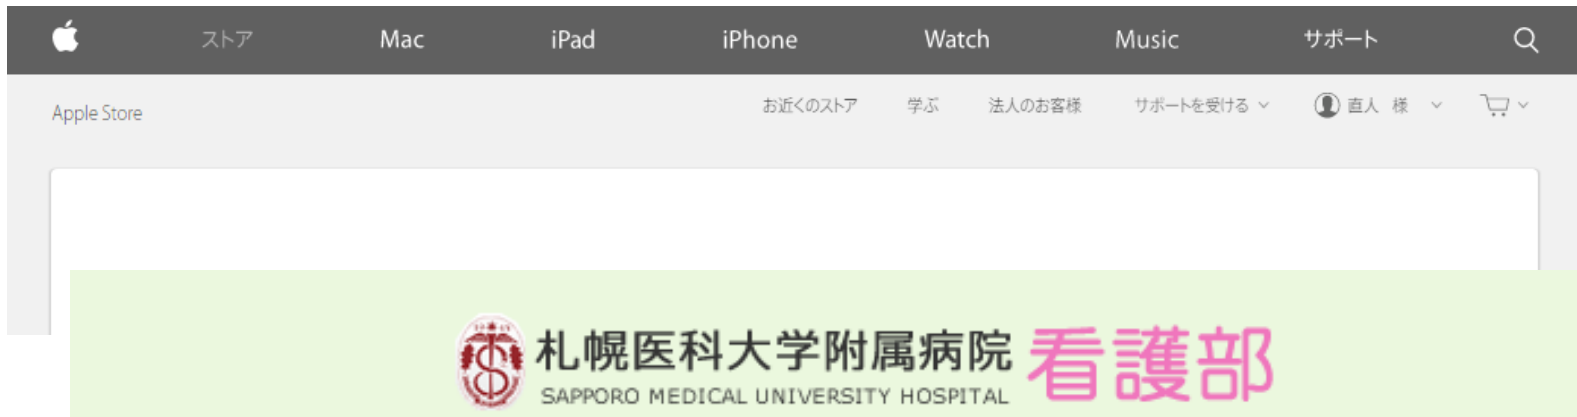 ストア Mac iPad iPhone Watch Music サポート
Apple Store お近くのストア 学ぶ 法人のお客様 サポートを受ける 直人 様
札幌医科大学附属病院 看護部
SAPPORO MEDICAL UNIVERSITY HOSPITAL